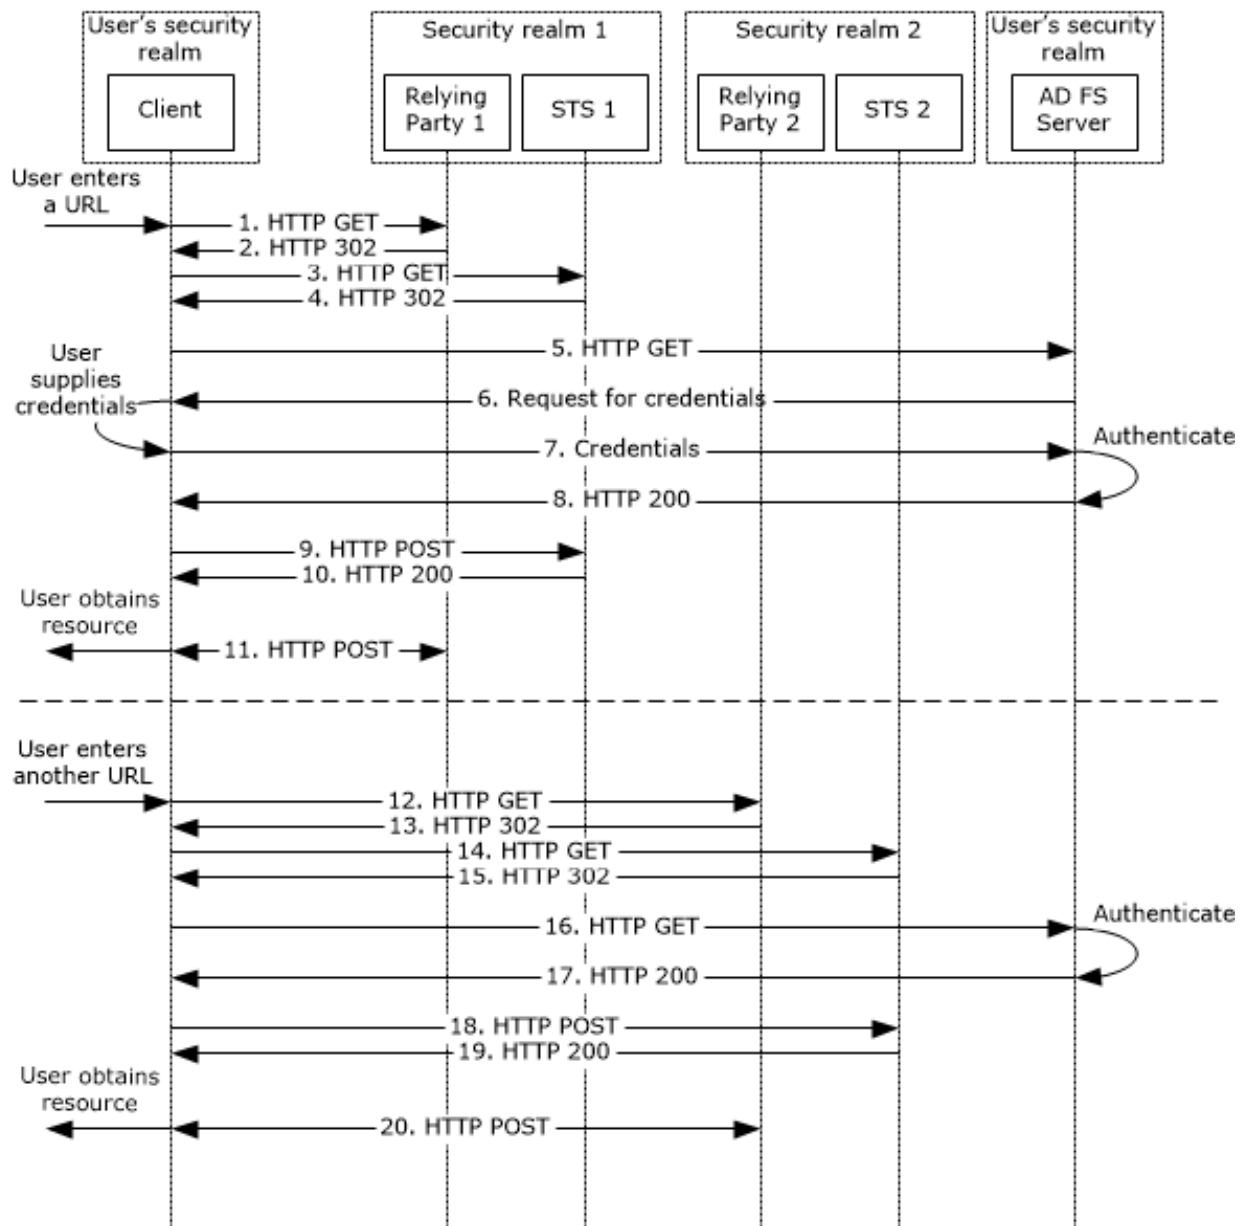 User's security
realm
Client
Security realm 1
Relying
Party 1
STS 1
Security realm 2
Relying
Party 2
STS 2
User's security
realm
AD FS
Server
User enters
a URL
1. HTTP GET
2. HTTP 302
3. HTTP GET
4. HTTP 302
5. HTTP GET
User
supplies
credentials
6. Request for credentials
7. Credentials
Authenticate
8. HTTP 200
9. HTTP POST
10. HTTP 200
User obtains
resource
11. HTTP POST
User enters
another URL
12. HTTP GET
13. HTTP 302
14. HTTP GET
15. HTTP 302
16. HTTP GET
Authenticate
17. HTTP 200
18. HTTP POST
19. HTTP 200
User obtains
resource
20. HTTP POST